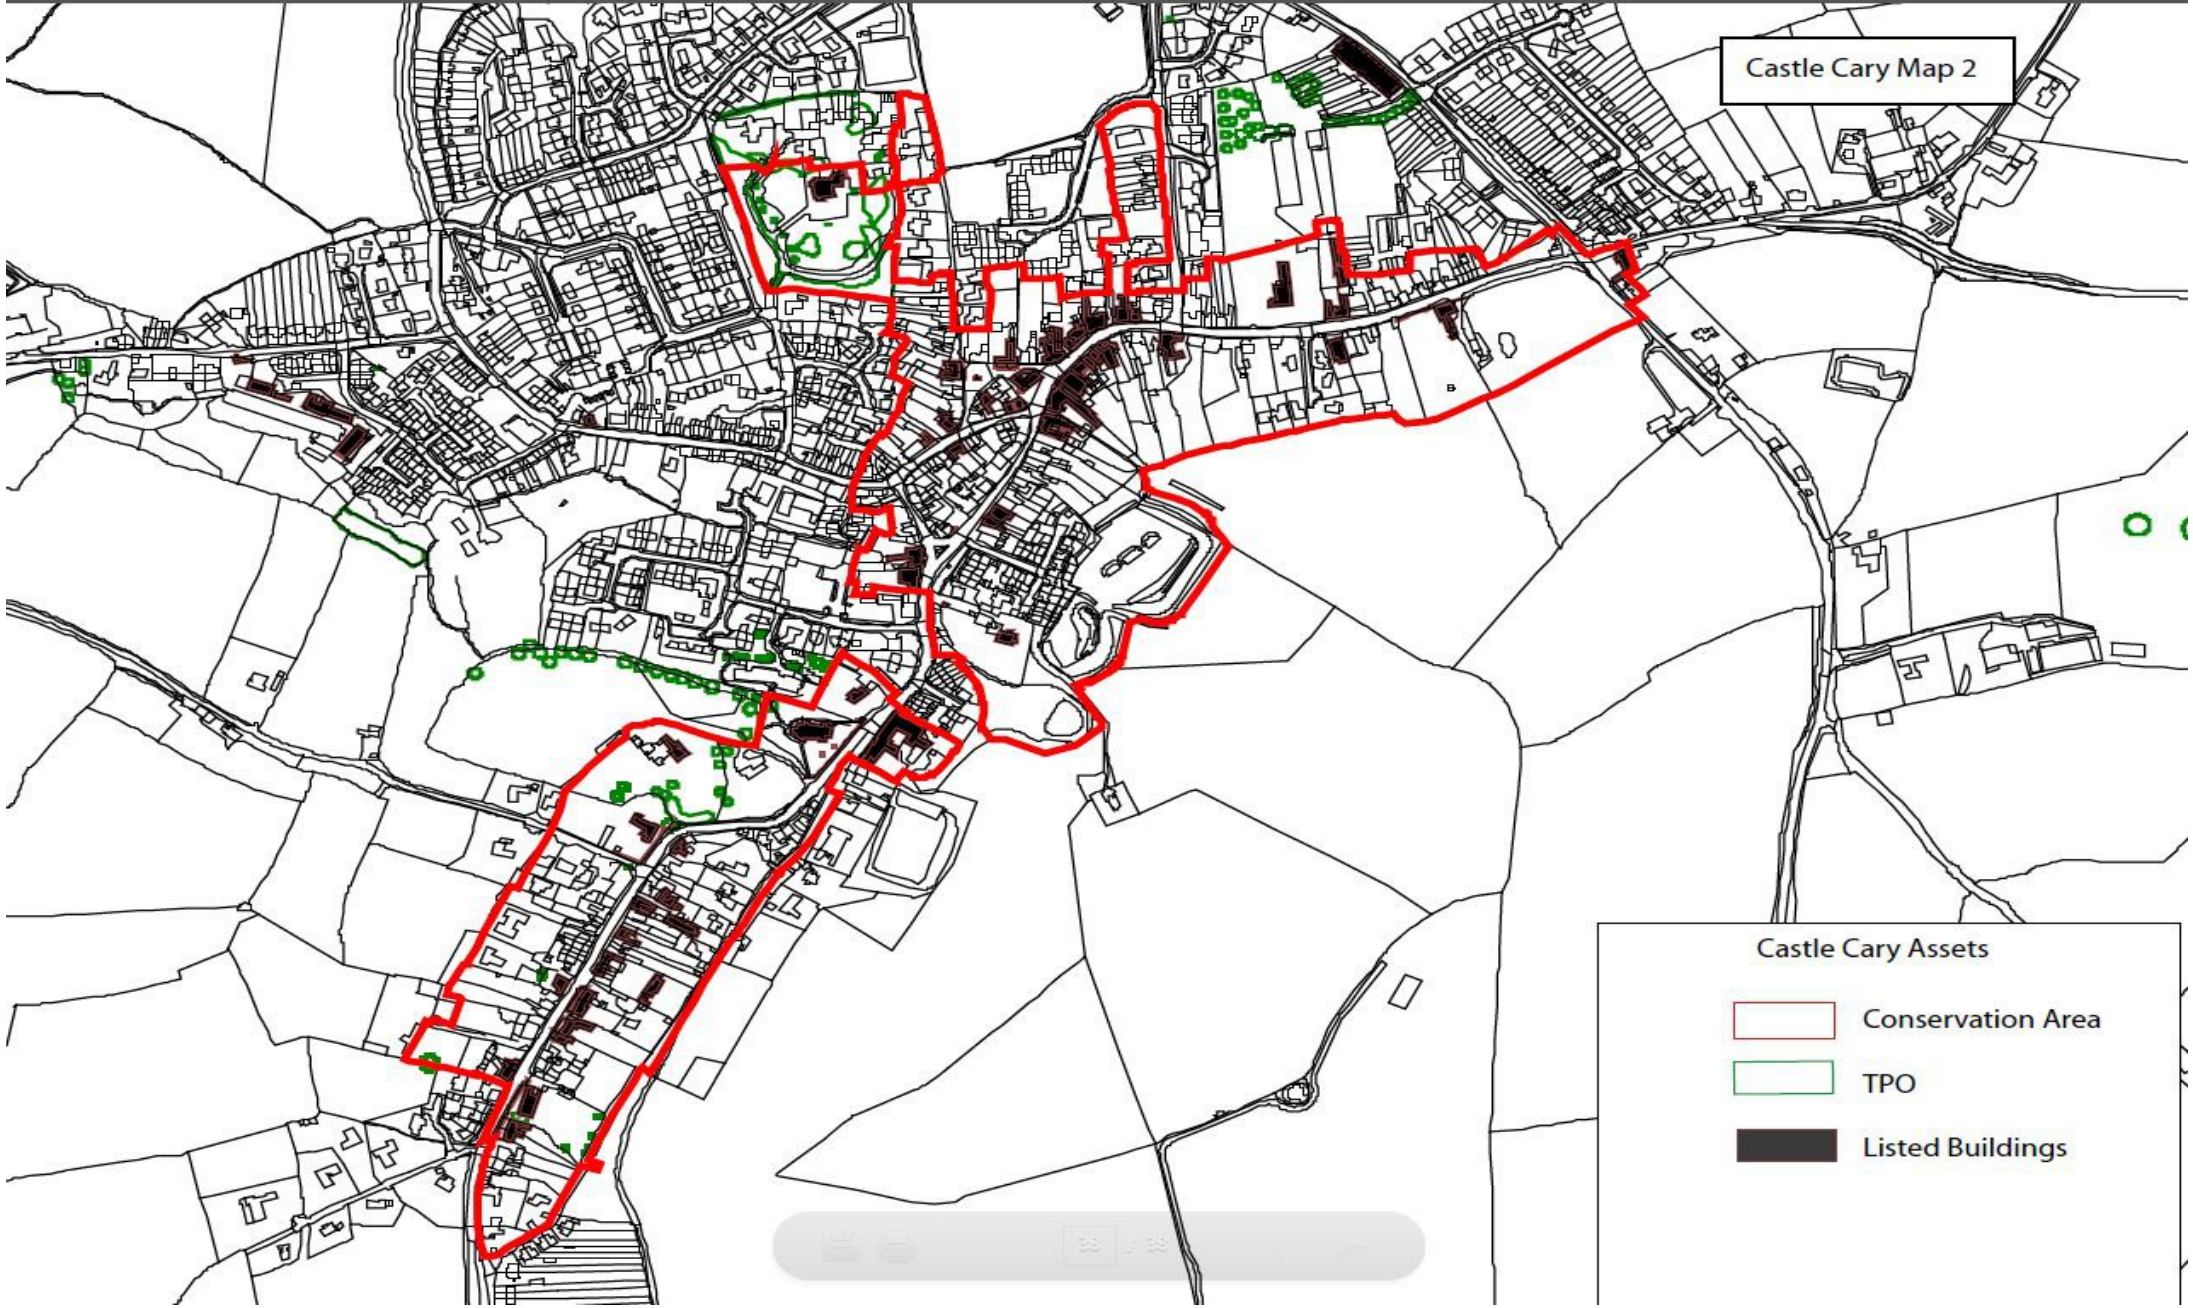 Castle Cary Map 2
Castle Cary Assets
Conservation Area
TPO
Listed Buildings